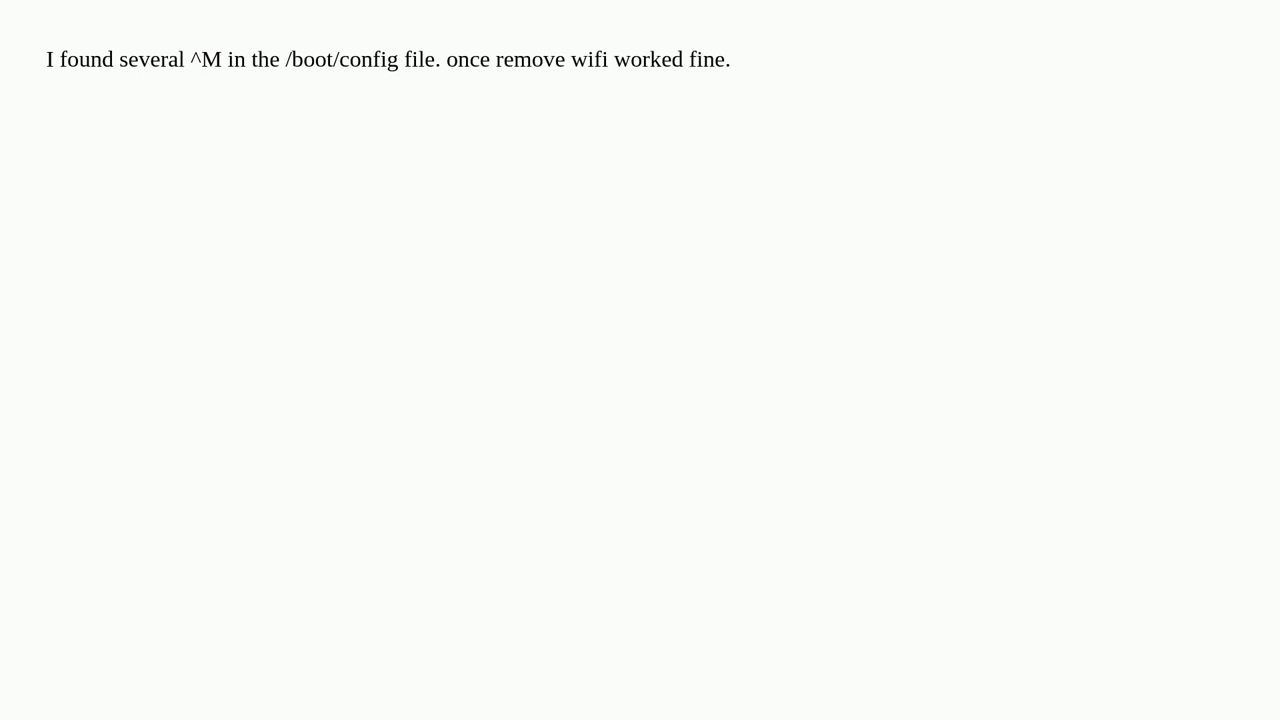 I found several ^M in the /boot/config file. once remove wifi worked fine.